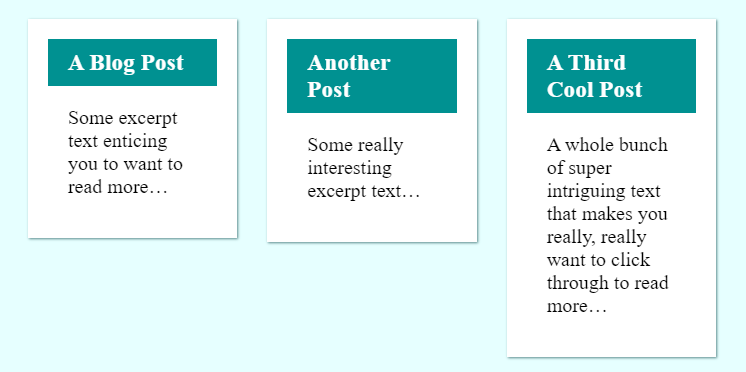 A Blog Post
Some excerpt
text enticing
you to want to
read more…
Another
Post
Some really
interesting
excerpt text…
A Third
Cool Post
A whole bunch
of super
intriguing text
that makes you
really, really
want to click
through to read
more…